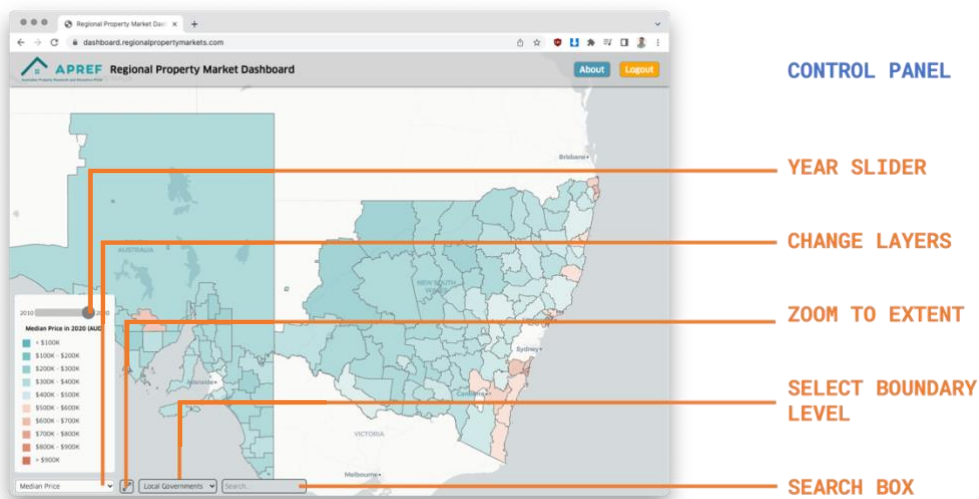 Regional Property Market Das
dashboard.regionalpropertymarkets.com
APREF Regional Property Market Dashboard
About
Logout
CONTROL PANEL
Brisbane
YEAR SLIDER
AUSTRALIA
CHANGE LAYERS
NEW SOUTH
WALES
2010
Median Price in 2020 (AUD)
ZOOM TO EXTENT
< $100K
$100K - $200K
$200K - $300K
$300K - $400K
$400K - $500K
$500K - $600K
$600K - $700K
$700K - $800K
$800K - $900K
> $900K
Sydney
Adelaide
Canberra
SELECT BOUNDARY
LEVEL
VICTORIA
Melbourne
Median Price
Local Governments
Search...
SEARCH BOX